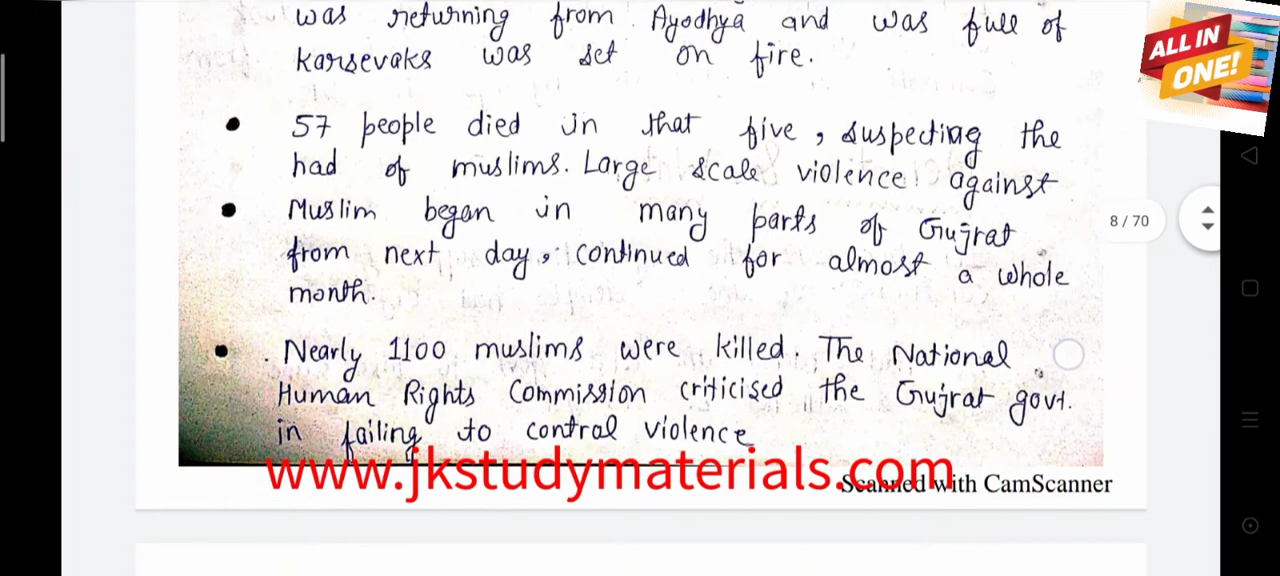 was returning from Ayodhya and was full of
karsevaks was set on fire.
• 57 people died in that five, suspecting the
had of muslims. Large scale violence against
• Muslim began in many parts of Gujrat
from next day, continued for almost a whole
month.
• Nearly 1100 muslims were killed. The National
Human Rights Commission criticised the Gujrat govt.
in failing to control violence
www.jkstudymaterials.com
Scanned with CamScanner
8 / 70
ALL IN
ONE!